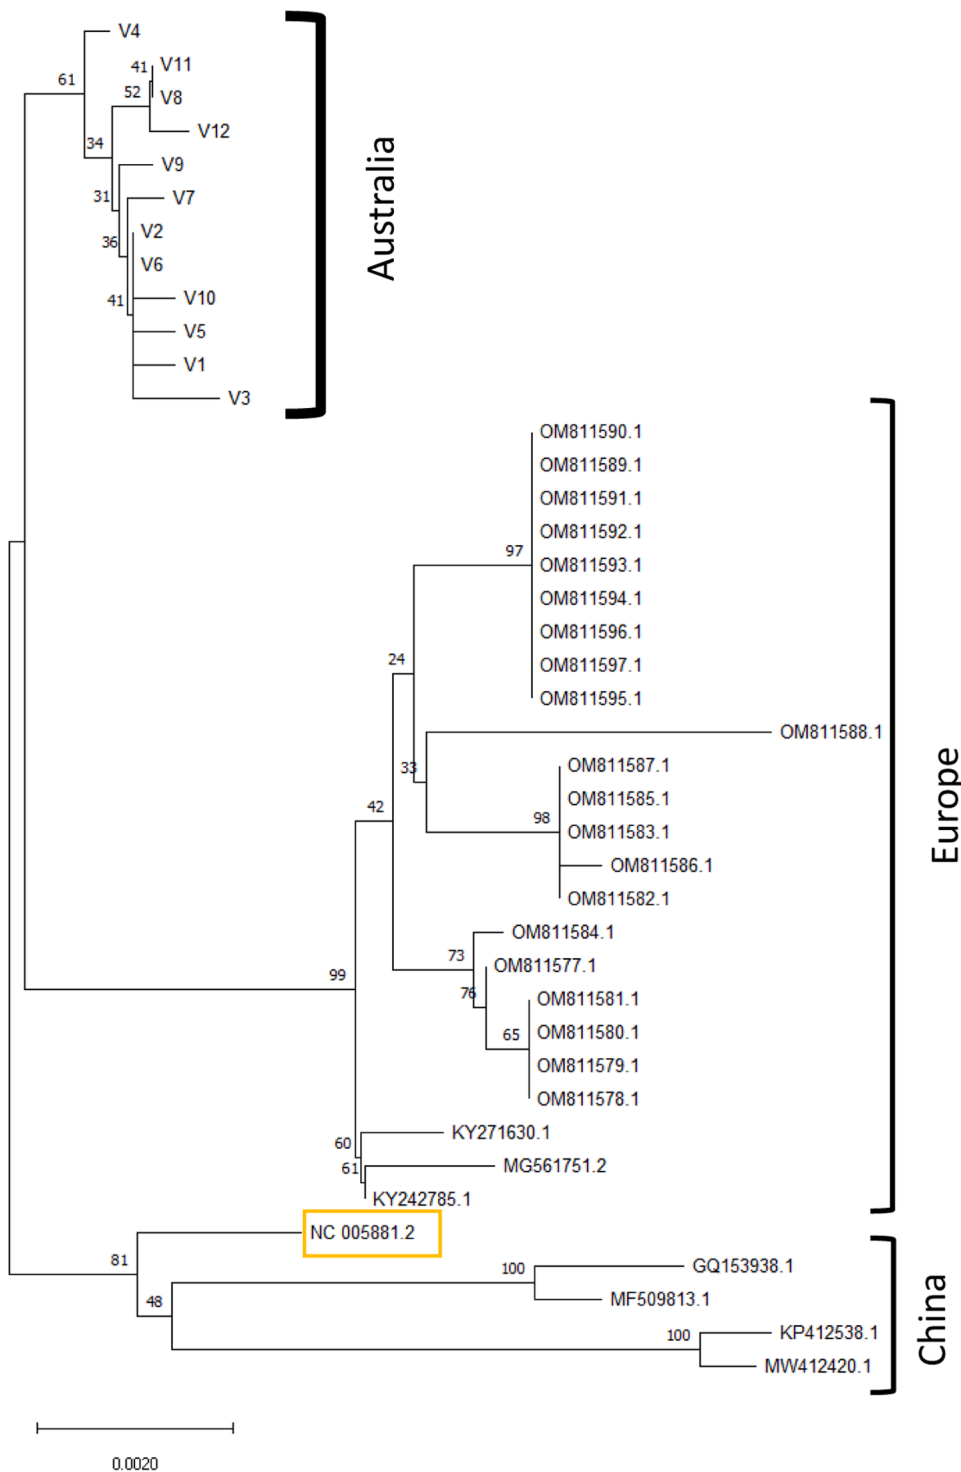 V4
41
V11
61
52
V8
V12
34
V9
31
V7
V2
36
V6
41
V10
V5
V1
V3
Australia
OM811590.1
OM811589.1
OM811591.1
OM811592.1
97
OM811593.1
OM811594.1
OM811596.1
24
OM811597.1
OM811595.1
OM811588.1
33
OM811587.1
42
OM811585.1
98
OM811583.1
OM811586.1
OM811582.1
OM811584.1
73
OM811577.1
99
76
OM811581.1
65
OM811580.1
OM811579.1
OM811578.1
60
KY271630.1
61
MG561751.2
KY242785.1
Europe
NC 005881.2
81
100
GQ153938.1
48
MF509813.1
100
KP412538.1
MW412420.1
China
0.0020